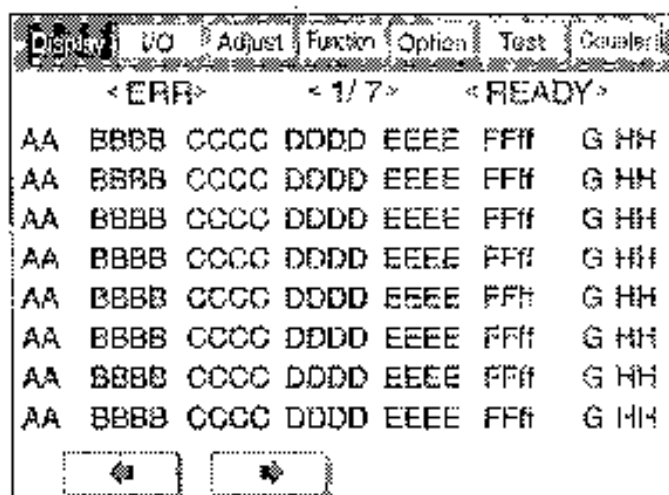 Display I/O Adjust Function Option Test Counter
<ERR> <1/7> <READY>
AA BBBB CCCC DDDD EEEE FFff G HH
AA BBBB CCCC DDDD EEEE FFff G HH
AA BBBB CCCC DDDD EEEE FFff G HH
AA BBBB CCCC DDDD EEEE FFff G HH
AA BBBB CCCC DDDD EEEE FFff G HH
AA BBBB CCCC DDDD EEEE FFff G HH
AA BBBB CCCC DDDD EEEE FFff G HH
AA BBBB CCCC DDDD EEEE FFff G HH